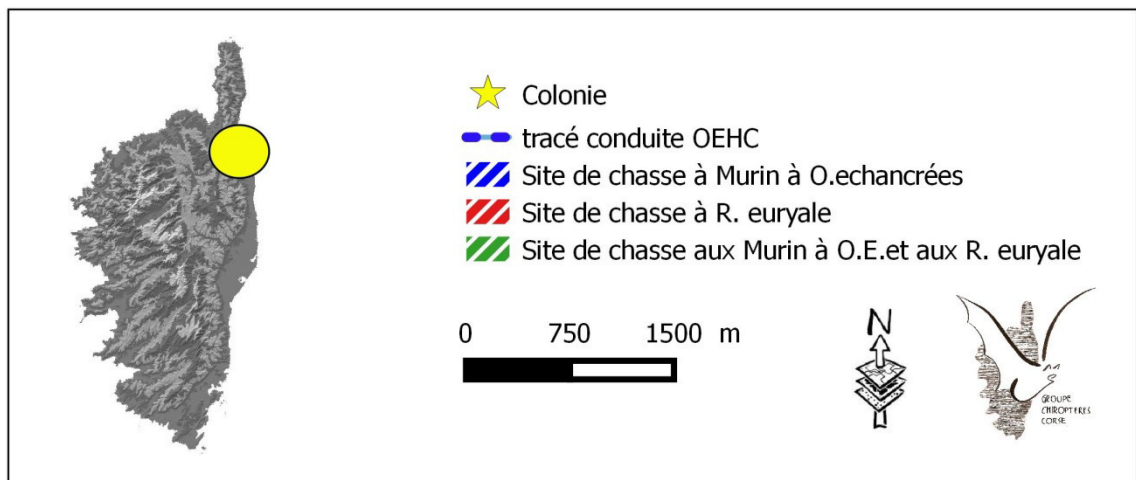 Colonie
tracé conduite OEHC
Site de chasse à Murin à O.echancrées
Site de chasse à R. euryale
Site de chasse aux Murin à O.E.et aux R. euryale
0 750 1500 m
N
GROUPE
CHIROPTÈRES
CORSE